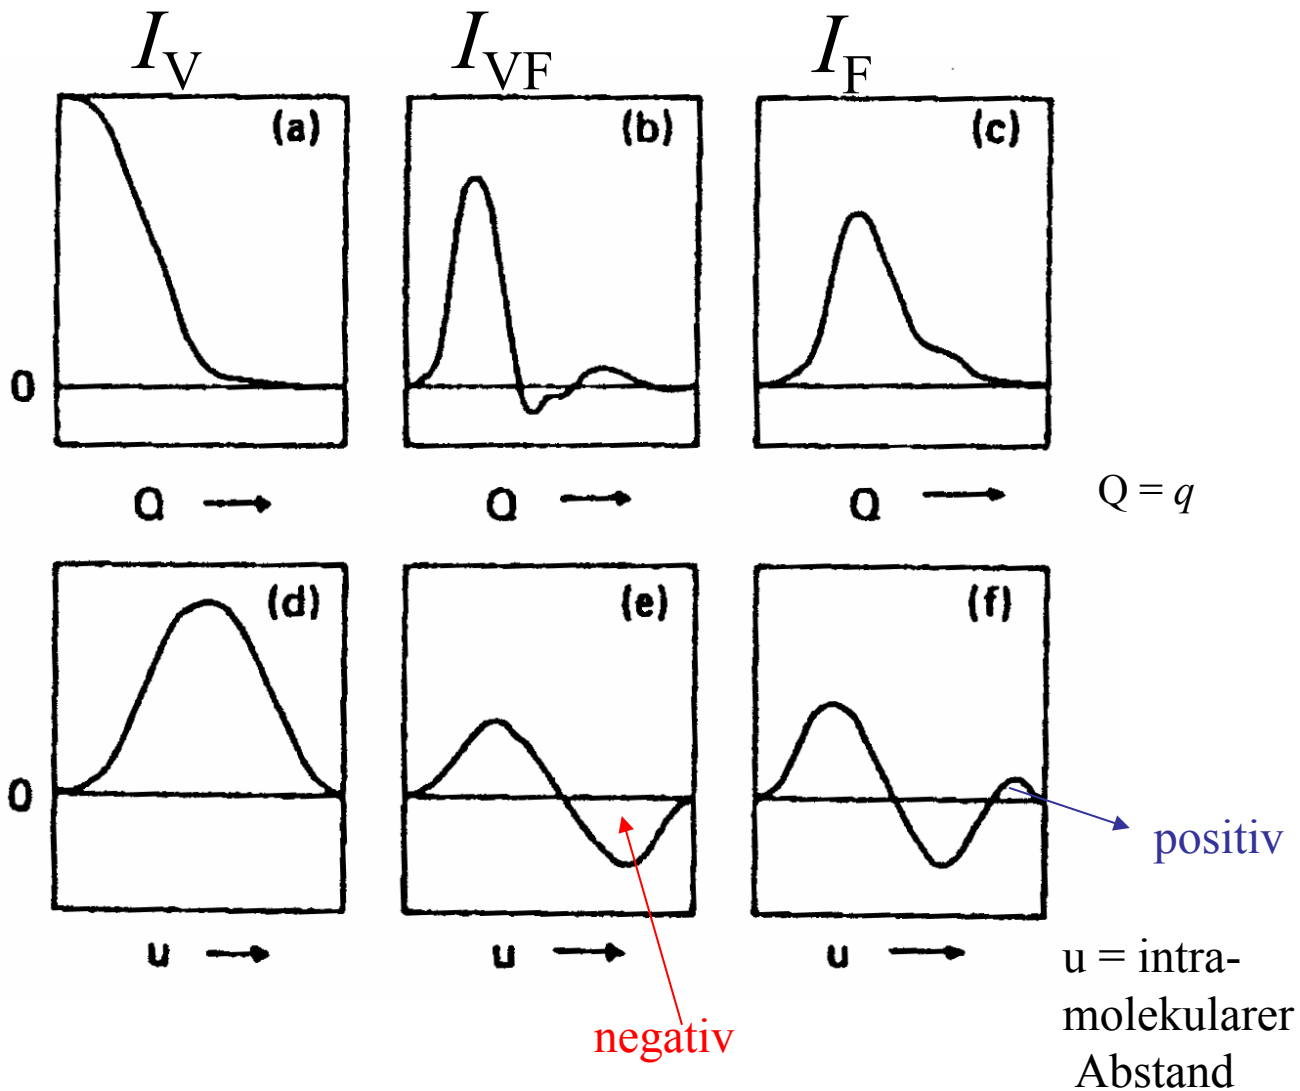 I_V I_VF I_F
(a) (b) (c)
0
Q → Q → Q → Q = q
(d) (e) (f)
0
positiv
u → u → u →
u = intra-
molekularer
Abstand
negativ